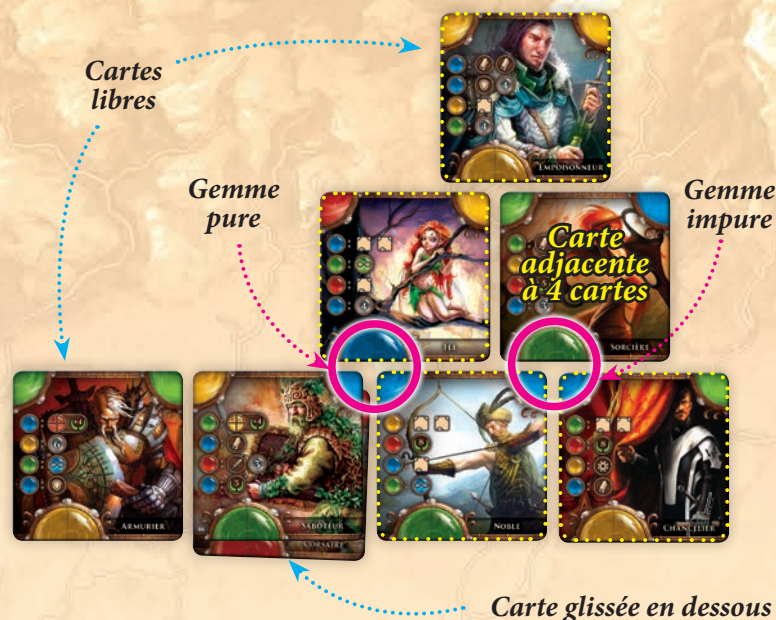 Cartes
libres
EMPOISONNEUR
Gemme
pure
Gemme
impure
FÉE
Carte
adjacente
à 4 cartes
SORCIÈRE
ARMURIER
SABOTEUR
CORSAIRE
NOBLE
CHANCELIER
Carte glissée en dessous